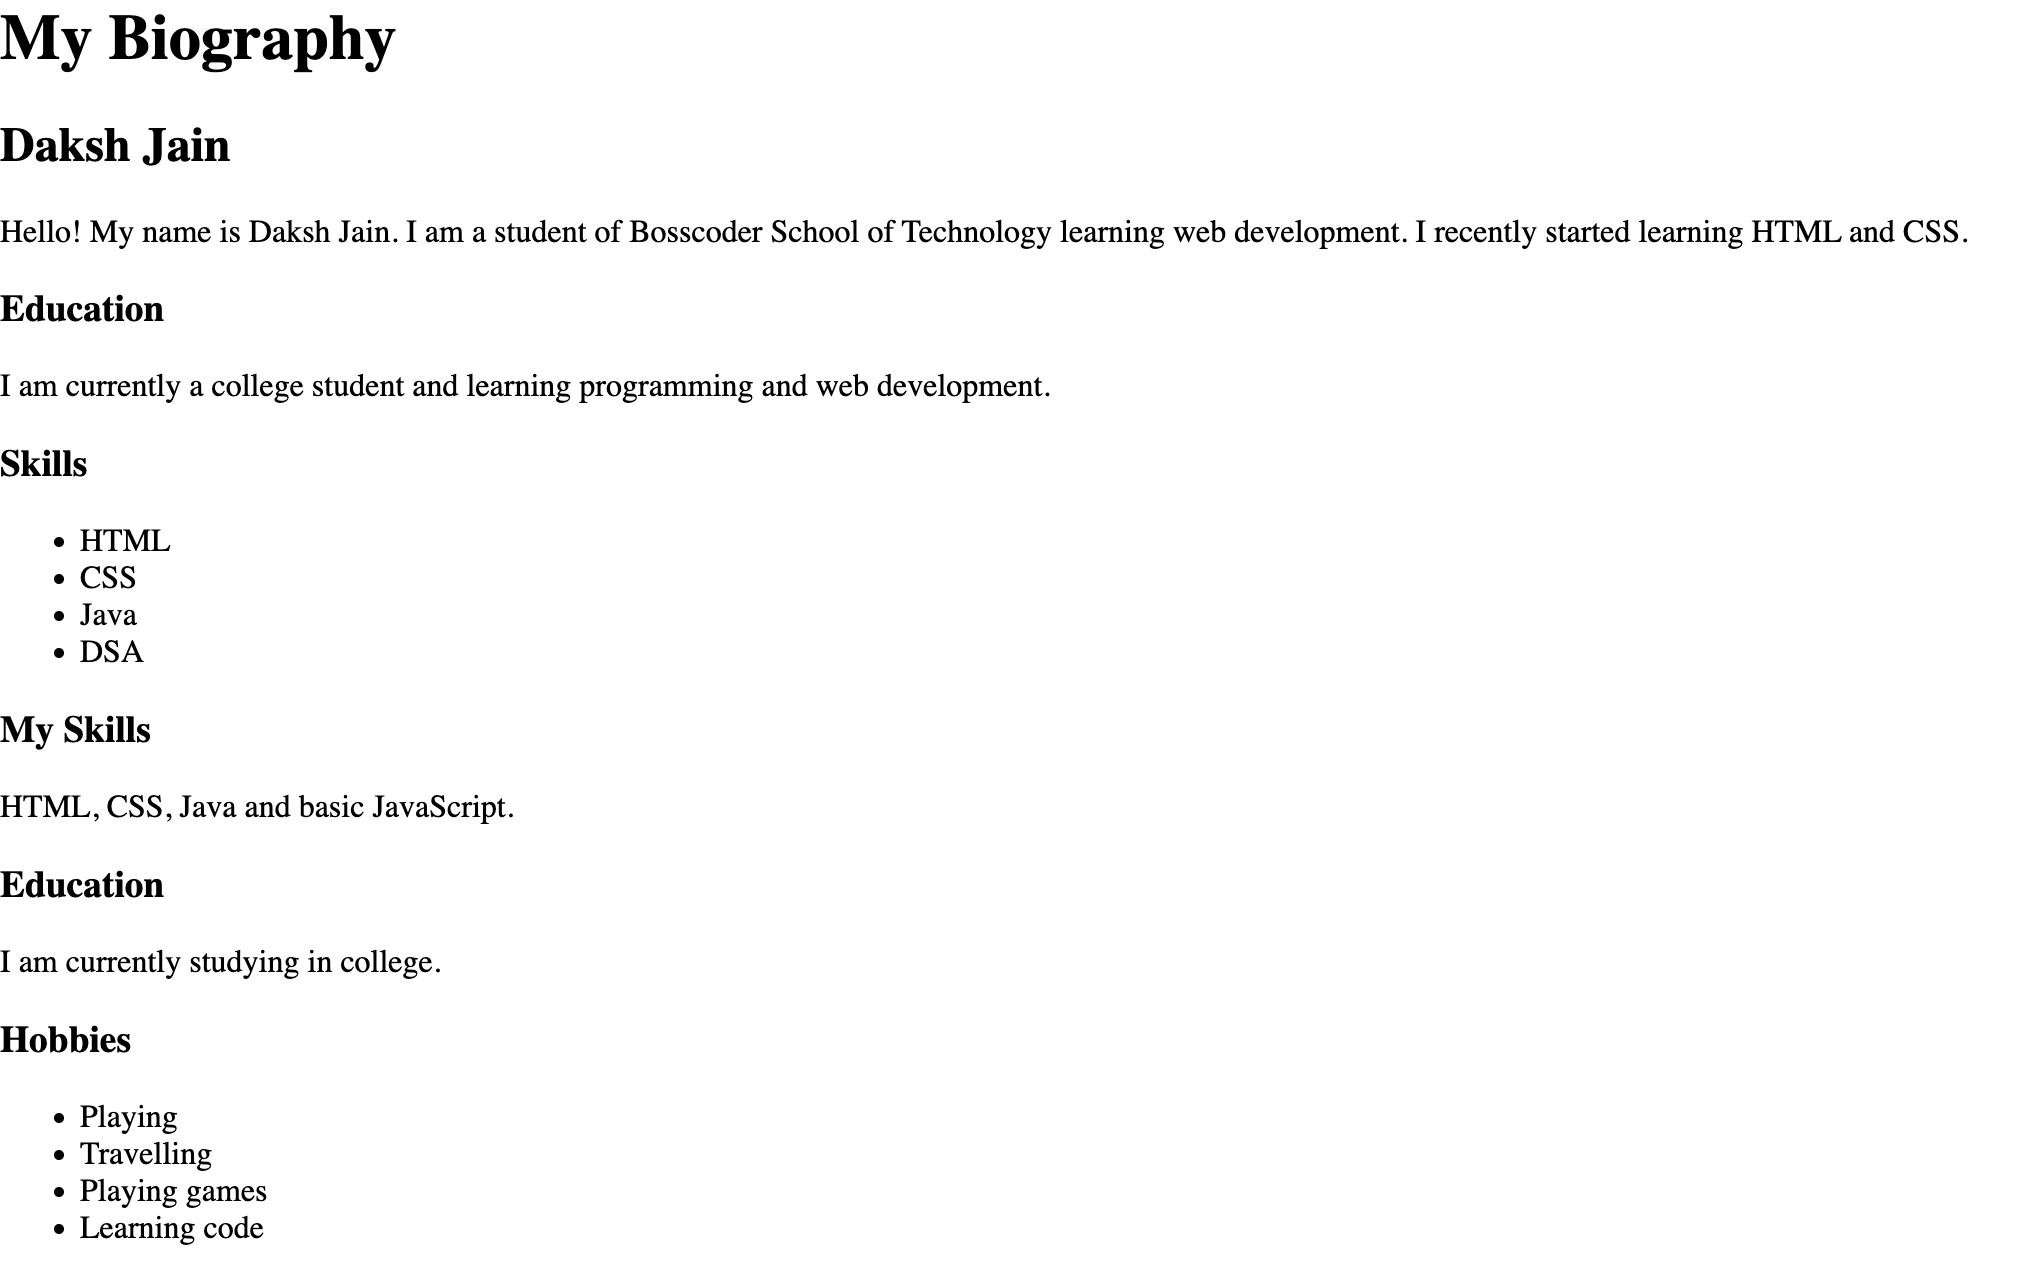 My Biography
Daksh Jain
Hello! My name is Daksh Jain. I am a student of Bosscoder School of Technology learning web development. I recently started learning HTML and CSS.
Education
I am currently a college student and learning programming and web development.
Skills
• HTML
• CSS
• Java
• DSA
My Skills
HTML, CSS, Java and basic JavaScript.
Education
I am currently studying in college.
Hobbies
• Playing
• Travelling
• Playing games
• Learning code